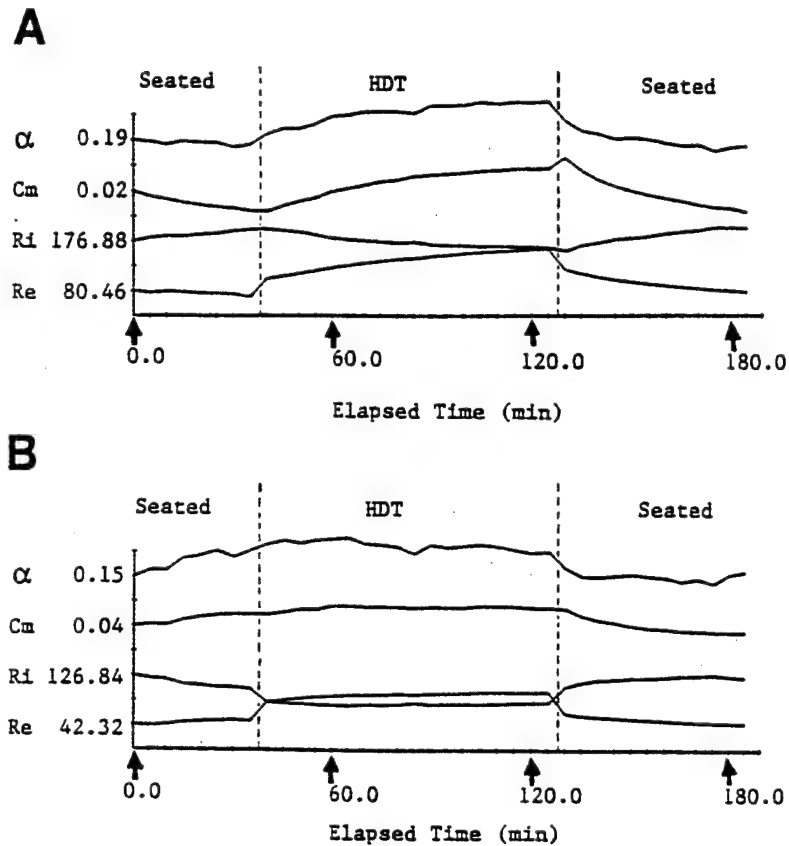 A
Seated HDT Seated
α 0.19
Cm 0.02
Ri 176.88
Re 80.46
0.0 60.0 120.0 180.0
Elapsed Time (min)
B
Seated HDT Seated
α 0.15
Cm 0.04
Ri 126.84
Re 42.32
0.0 60.0 120.0 180.0
Elapsed Time (min)